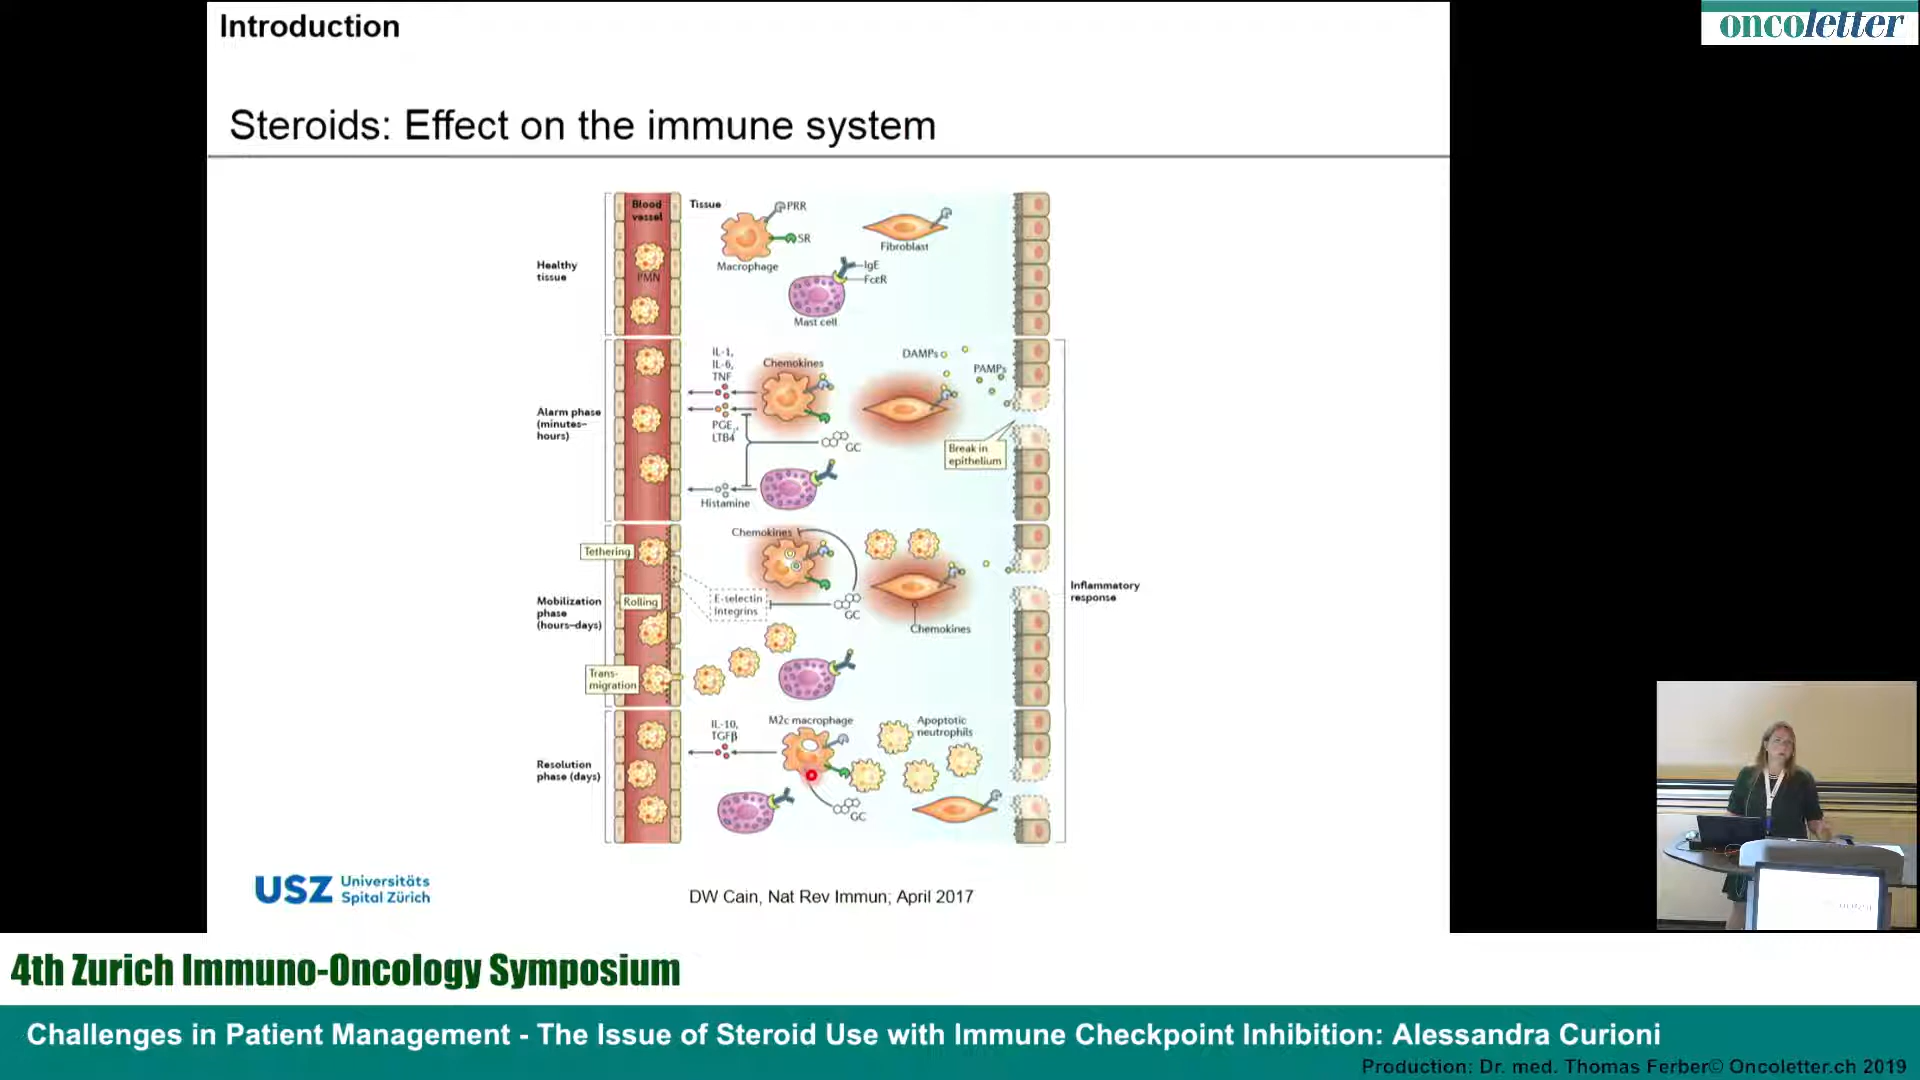 Introduction
oncoletter
Steroids: Effect on the immune system
Blood
vessel
Tissue
PRR
SR
Macrophage
Fibroblast
IgE
FcεR
Mast cell
PMN
Healthy
tissue
IL-1,
IL-6,
TNF
Chemokines
DAMPs
PAMPs
Alarm phase
(minutes–
hours)
PGE2,
LTB4
GC
Break in
epithelium
Histamine
Chemokines
Tethering
Rolling
E-selectin
Integrins
GC
Chemokines
Mobilization
phase
(hours–days)
Inflammatory
response
Trans-
migration
IL-10,
TGFβ
M2c macrophage
Apoptotic
neutrophils
Resolution
phase (days)
GC
USZ Universitäts
Spital Zürich
DW Cain, Nat Rev Immun; April 2017
4th Zurich Immuno-Oncology Symposium
Challenges in Patient Management - The Issue of Steroid Use with Immune Checkpoint Inhibition: Alessandra Curioni
Production: Dr. med. Thomas Ferber© Oncoletter.ch 2019